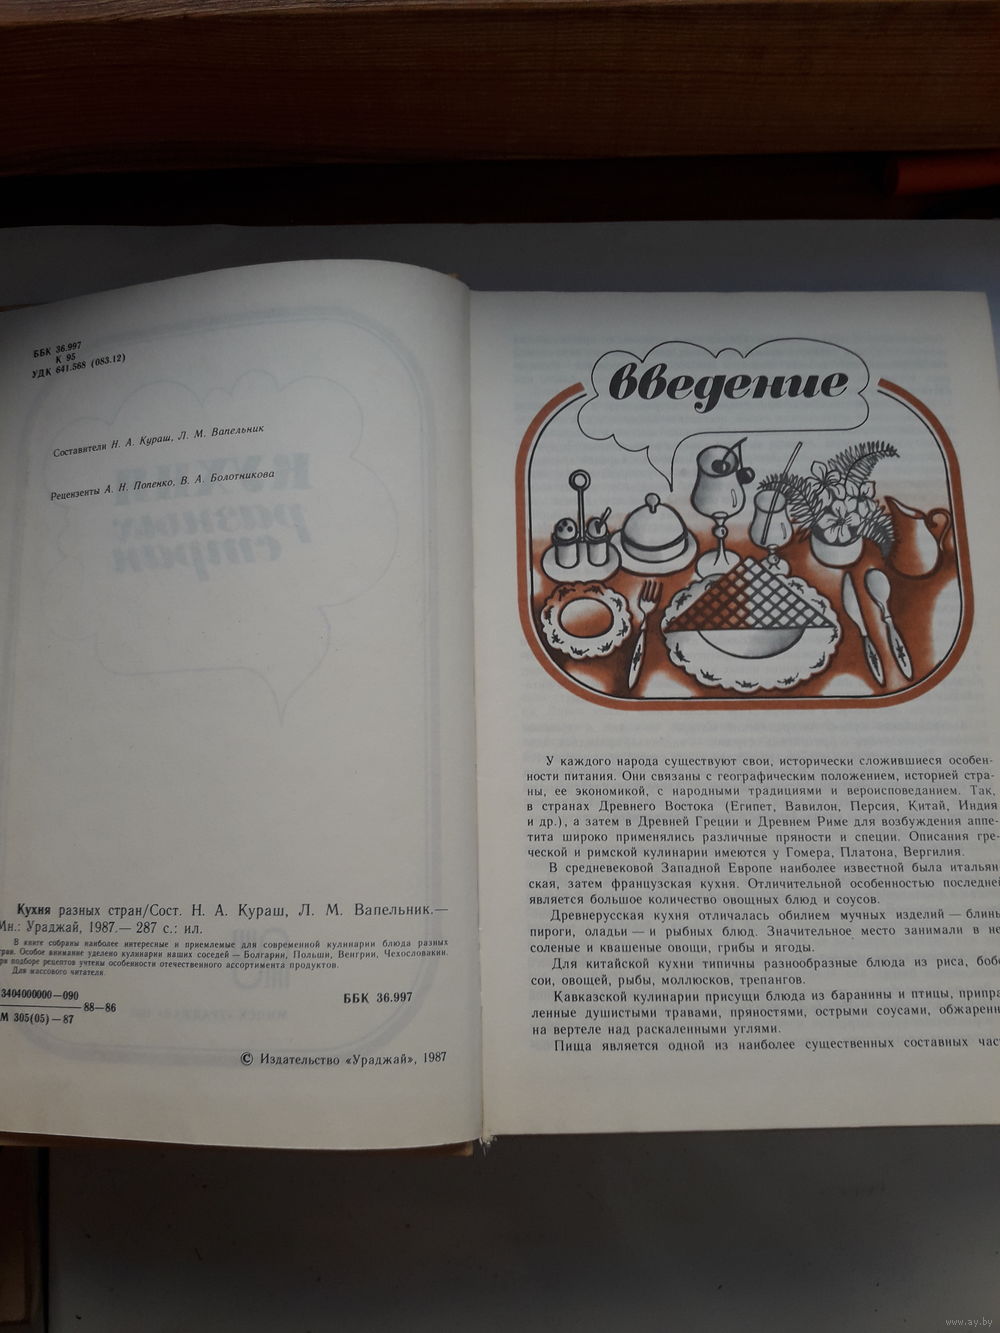 ББК 36.997
К 95
УДК 641.568 (083.12)
Составители Н. А. Кураш, Л. М. Вапельник
Рецензенты А. Н. Попенко, В. А. Болотникова
Кухня разных стран/Сост. Н. А. Кураш, Л. М. Вапельник.—
Мн.: Ураджай, 1987.— 287 с.: ил.
В книге собраны наиболее интересные и приемлемые для современной кулинарии блюда разных
стран. Особое внимание уделено кулинарии наших соседей — Болгарии, Польши, Венгрии, Чехословакии.
При подборе рецептов учтены особенности отечественного ассортимента продуктов.
Для массового читателя.
3404000000—090
88—86
М 305(05)—87
ББК 36.997
© Издательство «Ураджай», 1987
кухня
разных
стран
введение
У каждого народа существуют свои, исторически сложившиеся особен-
ности питания. Они связаны с географическим положением, историей стра-
ны, ее экономикой, с народными традициями и вероисповеданием. Так,
в странах Древнего Востока (Египет, Вавилон, Персия, Китай, Индия
и др.), а затем в Древней Греции и Древнем Риме для возбуждения аппе-
тита широко применялись различные пряности и специи. Описания гре-
ческой и римской кулинарии имеются у Гомера, Платона, Вергилия.
В средневековой Западной Европе наиболее известной была итальян
ская, затем французская кухня. Отличительной особенностью последней
является большое количество овощных блюд и соусов.
Древнерусская кухня отличалась обилием мучных изделий — блины
пироги, оладьи — и рыбных блюд. Значительное место занимали в не
соленые и квашеные овощи, грибы и ягоды.
Для китайской кухни типичны разнообразные блюда из риса, бобо
сои, овощей, рыбы, моллюсков, трепангов.
Кавказской кулинарии присущи блюда из баранины и птицы, припра
ленные душистыми травами, пряностями, острыми соусами, обжаренн
на вертеле над раскаленными углями.
Пища является одной из наиболее существенных составных част
www.ay.by